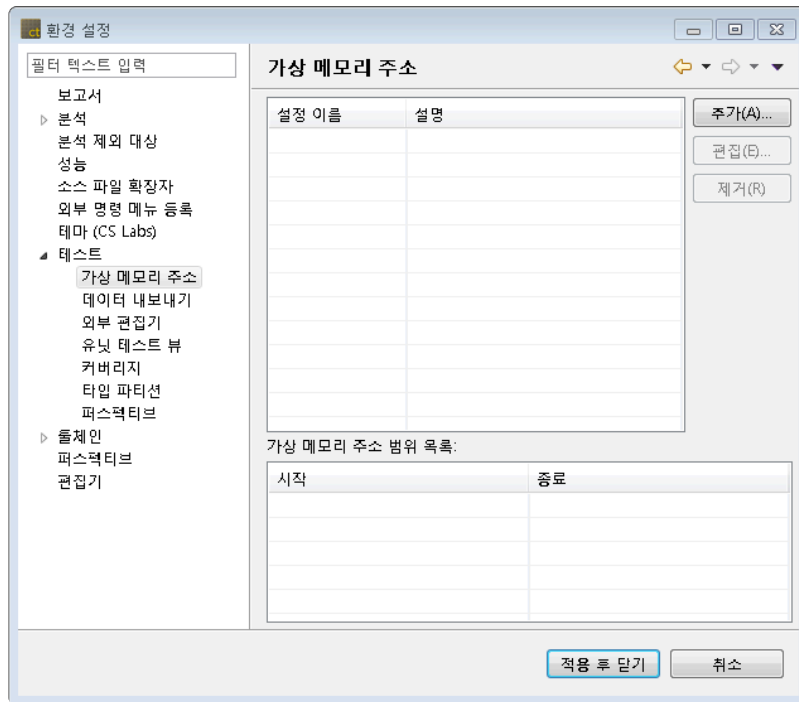 ct 환경 설정
필터 텍스트 입력
보고서
분석
분석 제외 대상
성능
소스 파일 확장자
외부 명령 메뉴 등록
테마 (CS Labs)
테스트
가상 메모리 주소
데이터 내보내기
외부 편집기
유닛 테스트 뷰
커버리지
타입 파티션
퍼스펙티브
툴체인
퍼스펙티브
편집기
가상 메모리 주소
설정 이름 설명
추가(A)...
편집(E)...
제거(R)
가상 메모리 주소 범위 목록:
시작 종료
적용 후 닫기 취소